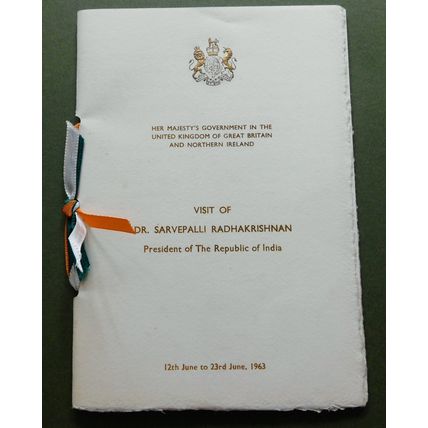 HER MAJESTY'S GOVERNMENT IN THE
UNITED KINGDOM OF GREAT BRITAIN
AND NORTHERN IRELAND
VISIT OF
DR. SARVEPALLI RADHAKRISHNAN
President of The Republic of India
12th June to 23rd June, 1963